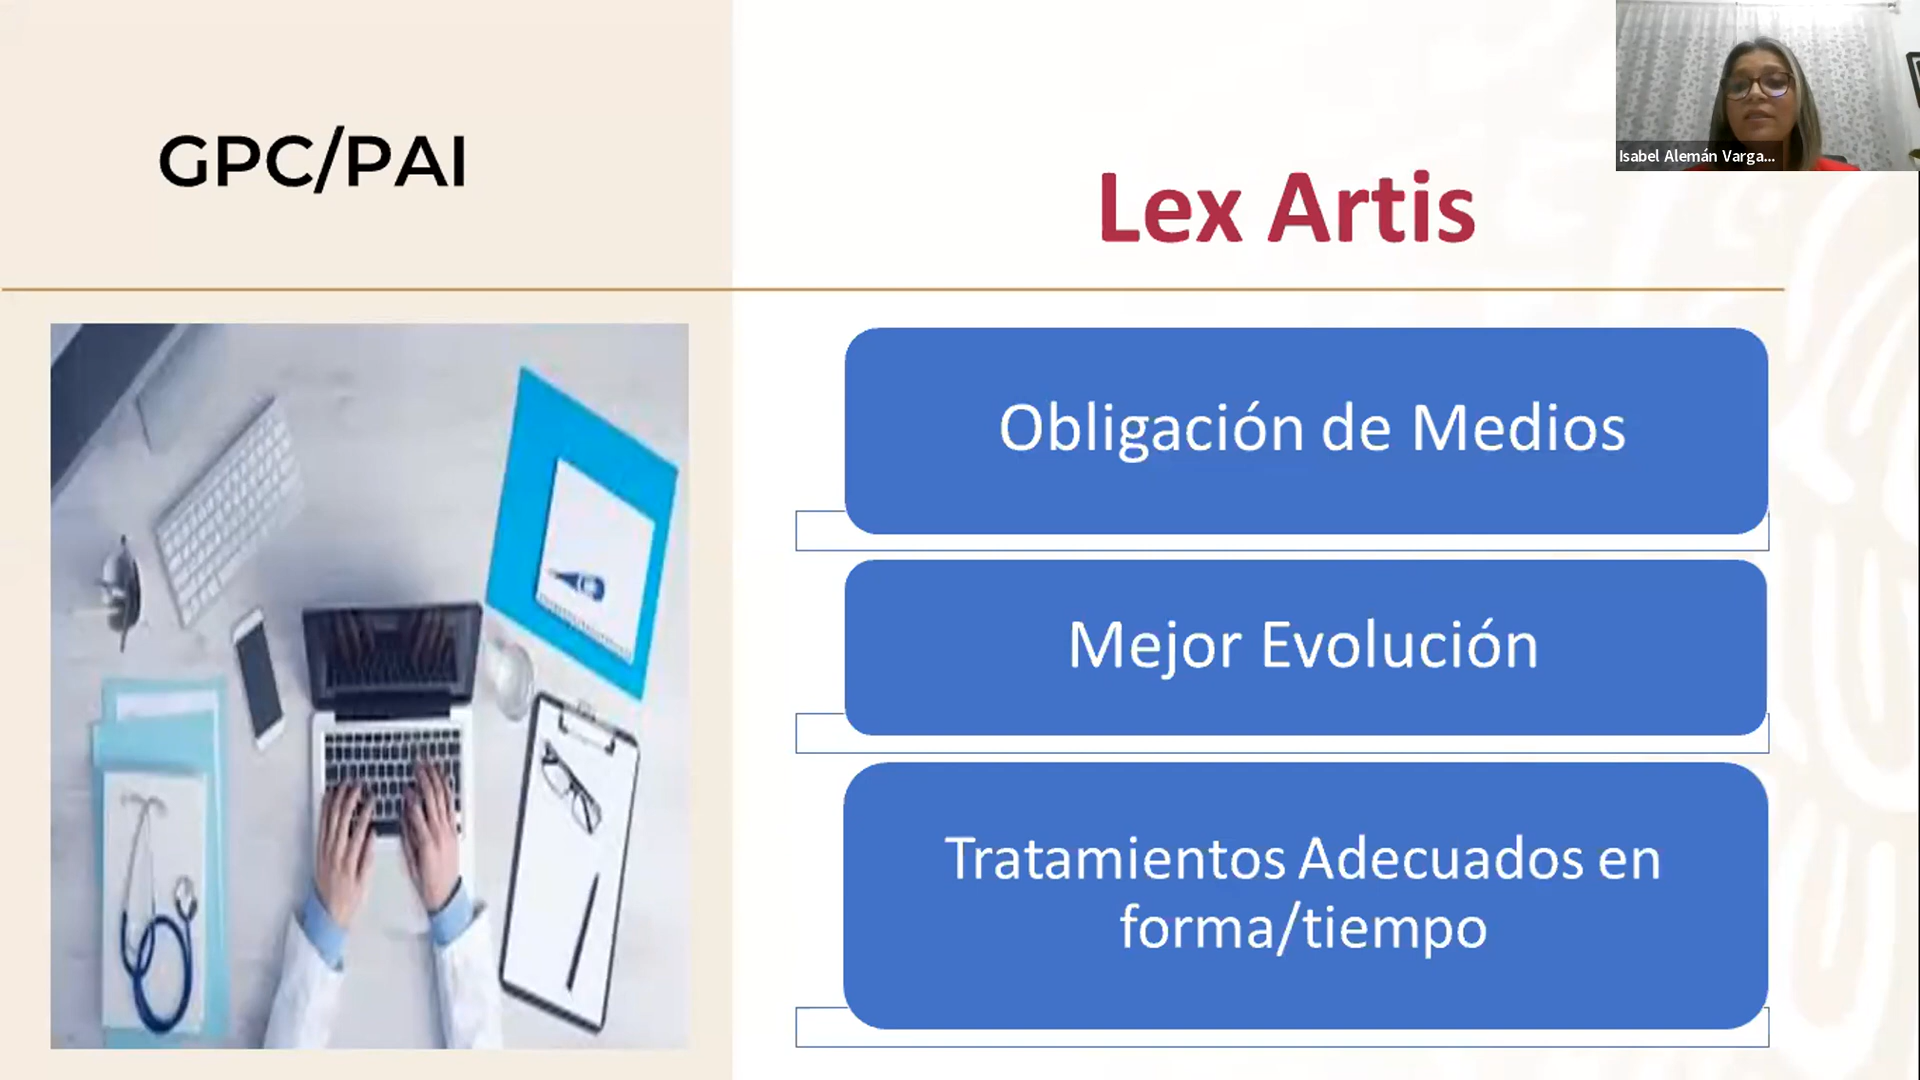 GPC/PAI
Lex Artis
Isabel Alemán Varga...
Obligación de Medios
Mejor Evolución
Tratamientos Adecuados en
forma/tiempo